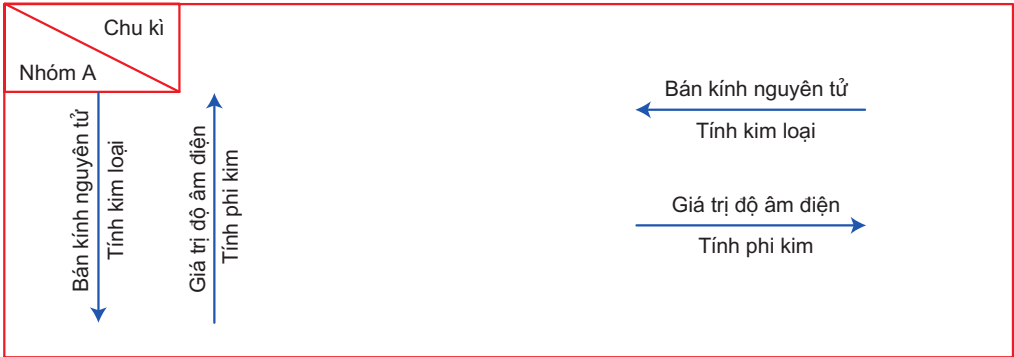 Chu kì
Nhóm A
Bán kính nguyên tử
Tính kim loại
Giá trị độ âm điện
Tính phi kim
Bán kính nguyên tử
Tính kim loại
Giá trị độ âm điện
Tính phi kim